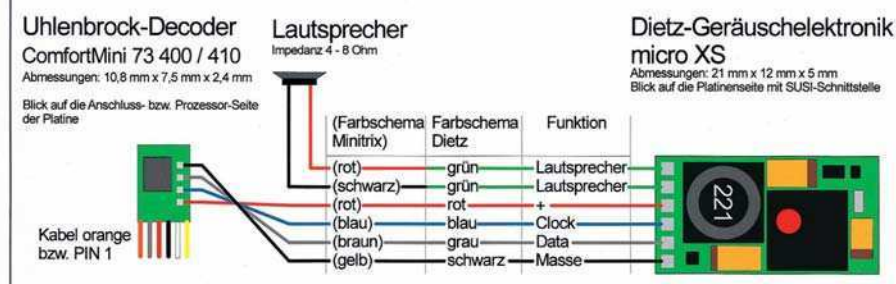 Uhlenbrock-Decoder
ComfortMini 73 400 / 410
Abmessungen: 10,8 mm x 7,5 mm x 2,4 mm
Blick auf die Anschluss- bzw. Prozessor-Seite
der Platine
Kabel orange
bzw. PIN 1
Lautsprecher
Impedanz 4 - 8 Ohm
(Farbschema Minitrix) Farbschema Dietz Funktion
(rot) grün Lautsprecher
(schwarz) grün Lautsprecher
(rot) rot +
(blau) blau Clock
(braun) grau Data
(gelb) schwarz Masse
Dietz-Geräuschelektronik
micro XS
Abmessungen: 21 mm x 12 mm x 5 mm
Blick auf die Platinenseite mit SUSI-Schnittstelle
221